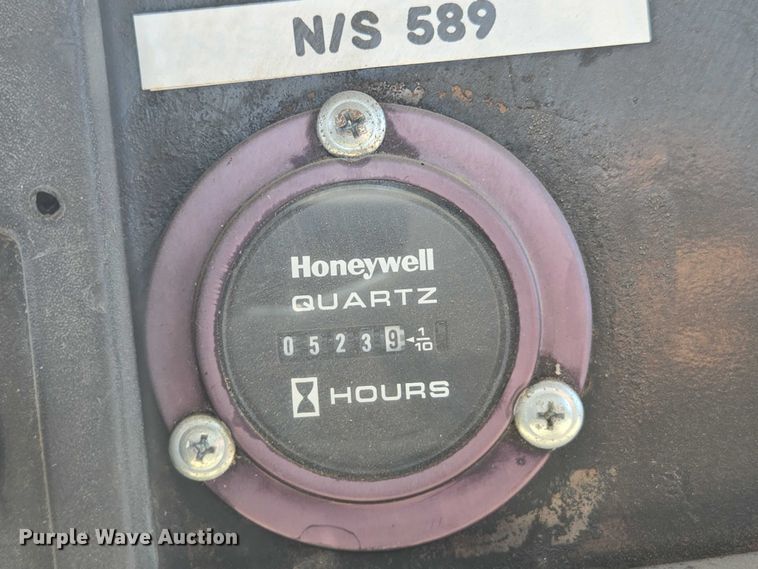 N/S 589
Honeywell
QUARTZ
05239 1/10
HOURS
Purple Wave Auction